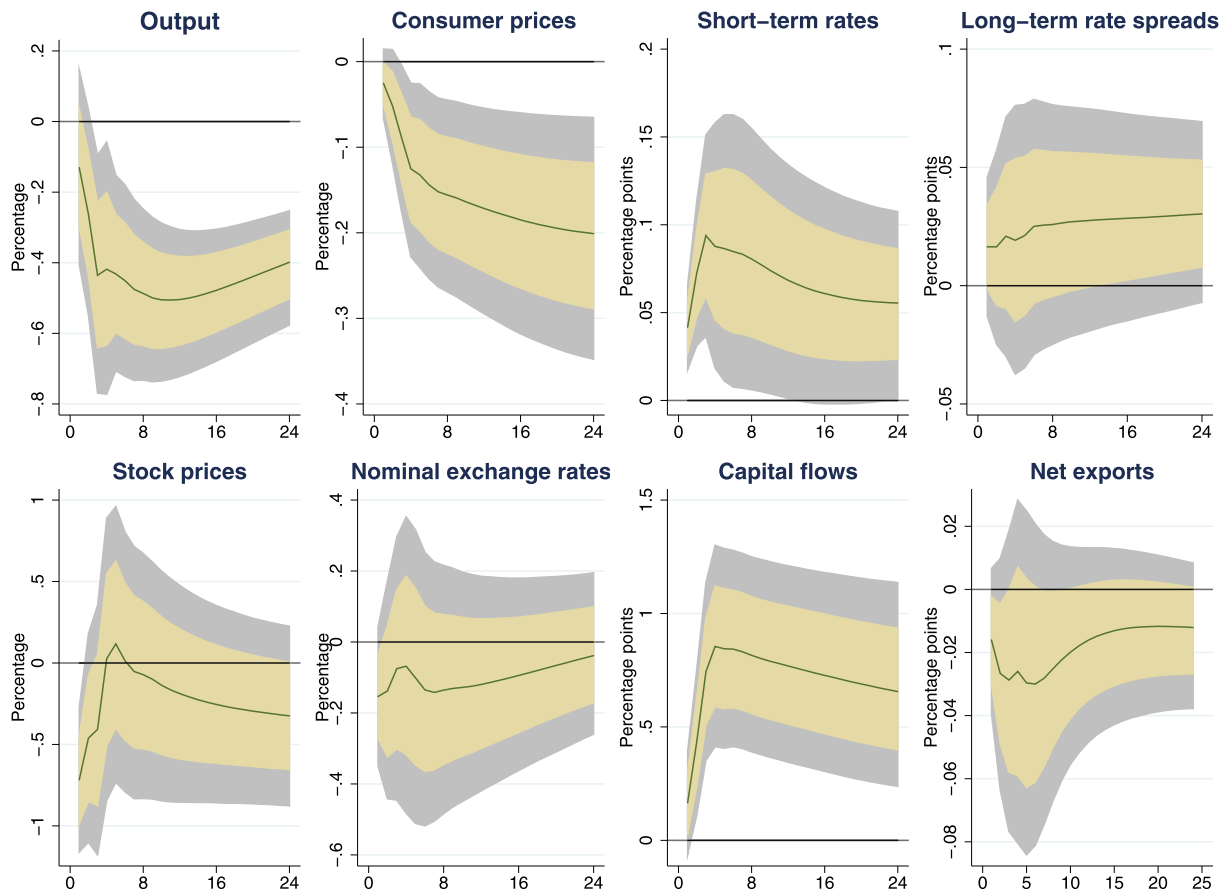 Output
Percentage
.2
0
−.2
−.4
−.6
−.8
0 8 16 24
Consumer prices
Percentage
0
−.1
−.2
−.3
−.4
0 8 16 24
Short−term rates
Percentage points
.2
.15
.1
.05
0
0 8 16 24
Long−term rate spreads
Percentage points
.1
.05
0
−.05
0 8 16 24
Stock prices
Percentage
1
.5
0
−.5
−1
0 8 16 24
Nominal exchange rates
Percentage
.4
.2
0
−.2
−.4
−.6
0 8 16 24
Capital flows
Percentage points
1.5
1
.5
0
0 8 16 24
Net exports
Percentage points
.02
0
−.02
−.04
−.06
−.08
0 5 10 15 20 25